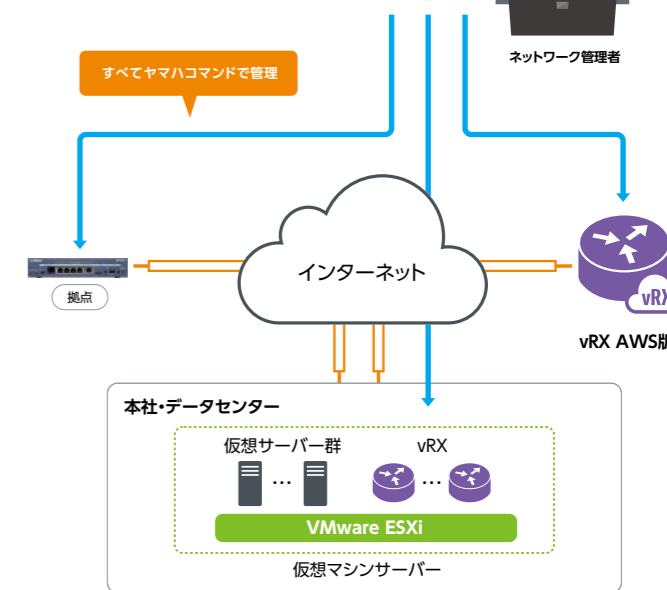 ネットワーク管理者
すべてヤマハコマンドで管理
インターネット
拠点
vRX
vRX AWS版
本社・データセンター
仮想サーバー群
vRX
… …
VMware ESXi
仮想マシンサーバー